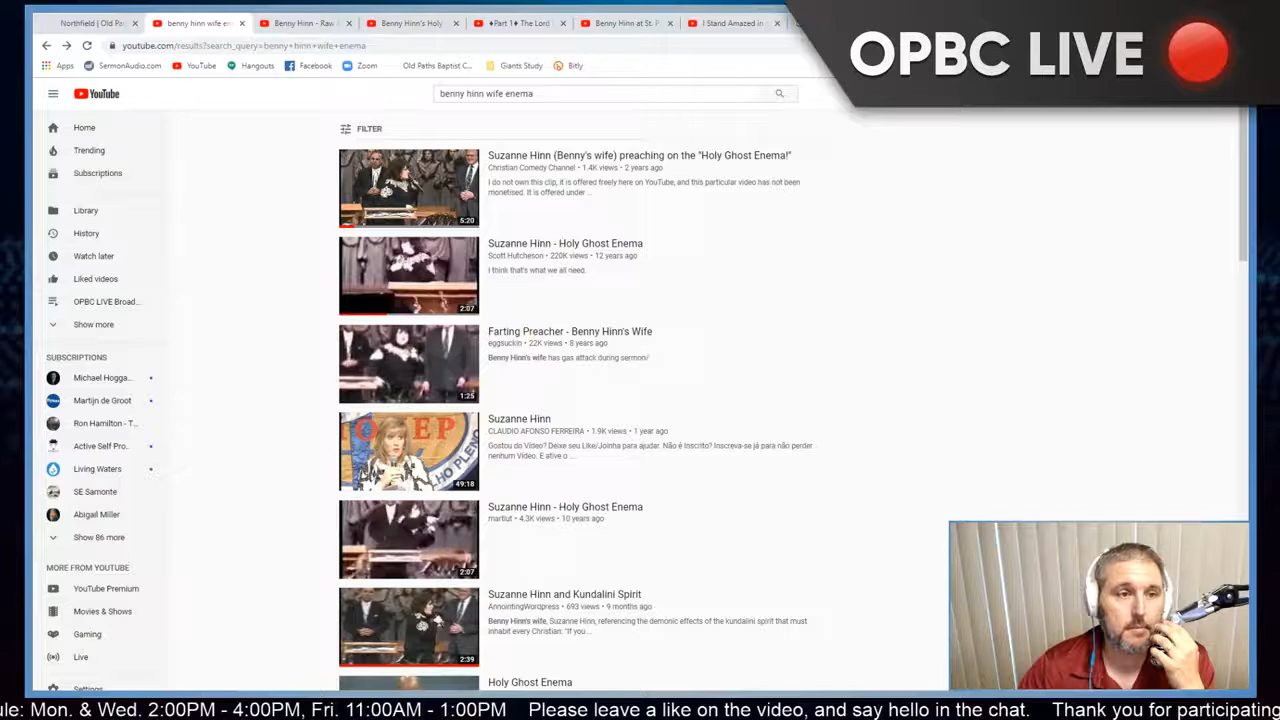 Northfield | Old Pa
benny hinn wife en
Benny Hinn - Raw
Benny Hinn's Holy
♦Part 1♦ The Lord
Benny Hinn at St. P
I Stand Amazed in
OPBC LIVE
youtube.com/results?search_query=benny+hinn+wife+enema
Apps
SermonAudio.com
YouTube
Hangouts
Facebook
Zoom
Old Paths Baptist C...
Giants Study
Bitly
YouTube
benny hinn wife enema
Home
Trending
Subscriptions
Library
History
Watch later
Liked videos
OPBC LIVE Broad...
Show more
SUBSCRIPTIONS
Michael Hogga...
Martijn de Groot
Ron Hamilton - T...
Active Self Pro...
Living Waters
SE Samonte
Abigail Miller
Show 86 more
MORE FROM YOUTUBE
YouTube Premium
Movies & Shows
Gaming
Live
Settings
FILTER
Suzanne Hinn (Benny's wife) preaching on the "Holy Ghost Enema!"
Christian Comedy Channel • 1.4K views • 2 years ago
I do not own this clip, it is offered freely here on YouTube, and this particular video has not been
monetised. It is offered under ...
5:20
Suzanne Hinn - Holy Ghost Enema
Scott Hutcheson • 220K views • 12 years ago
I think that's what we all need.
2:07
Farting Preacher - Benny Hinn's Wife
eggsuckin • 22K views • 8 years ago
Benny Hinn's wife has gas attack during sermon/
1:25
Suzanne Hinn
CLAUDIO AFONSO FERREIRA • 1.9K views • 1 year ago
Gostou do Vídeo? Deixe seu Like/Joinha para ajudar. Não é Inscrito? Inscreva-se já para não perder
nenhum Vídeo. E ative o ...
49:18
Suzanne Hinn - Holy Ghost Enema
martiut • 4.3K views • 10 years ago
2:07
Suzanne Hinn and Kundalini Spirit
AnnointingWordpress • 693 views • 9 months ago
Benny Hinn's wife, Suzanne Hinn, referencing the demonic effects of the kundalini spirit that must
inhabit every Christian: "If you ...
2:39
Holy Ghost Enema
ule: Mon. & Wed. 2:00PM - 4:00PM, Fri. 11:00AM - 1:00PM Please leave a like on the video, and say hello in the chat. Thank you for participating